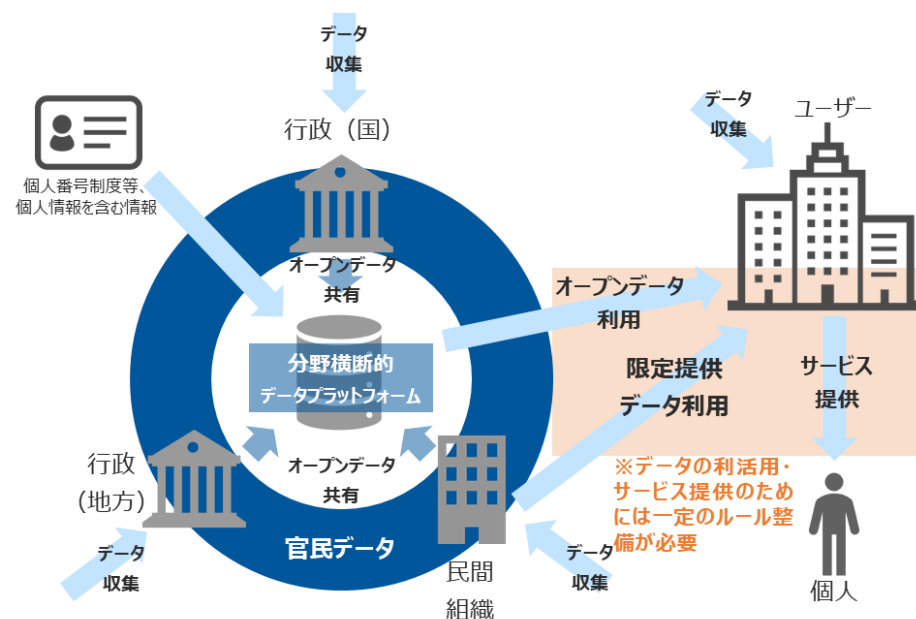 データ
収集
行政（国）
データ
収集
ユーザー
個人番号制度等、
個人情報を含む情報
オープンデータ
共有
オープンデータ
利用
分野横断的
データプラットフォーム
限定提供
データ利用
サービス
提供
行政
（地方）
オープンデータ
共有
※データの利活用・
サービス提供のため
には一定のルール整
備が必要
官民データ
データ
収集
民間
組織
データ
収集
個人